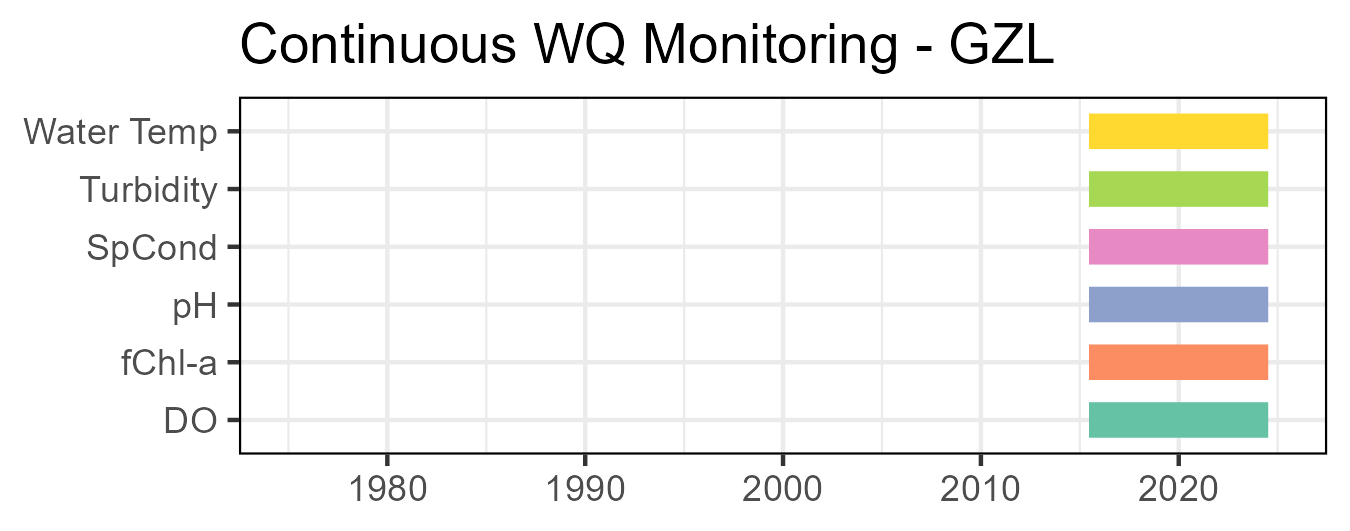 Continuous WQ Monitoring - GZL
Water Temp
Turbidity
SpCond
pH
fChl-a
DO
1980 1990 2000 2010 2020